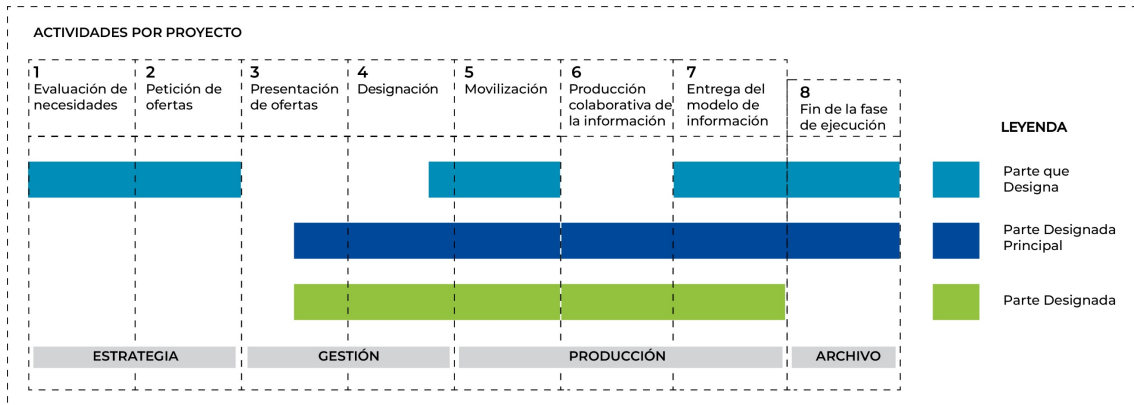 ACTIVIDADES POR PROYECTO
1
Evaluación de
necesidades
2
Petición de
ofertas
3
Presentación
de ofertas
4
Designación
5
Movilización
6
Producción
colaborativa de
la información
7
Entrega del
modelo de
información
8
Fin de la fase
de ejecución
LEYENDA
Parte que
Designa
Parte Designada
Principal
Parte Designada
ESTRATEGIA
GESTIÓN
PRODUCCIÓN
ARCHIVO